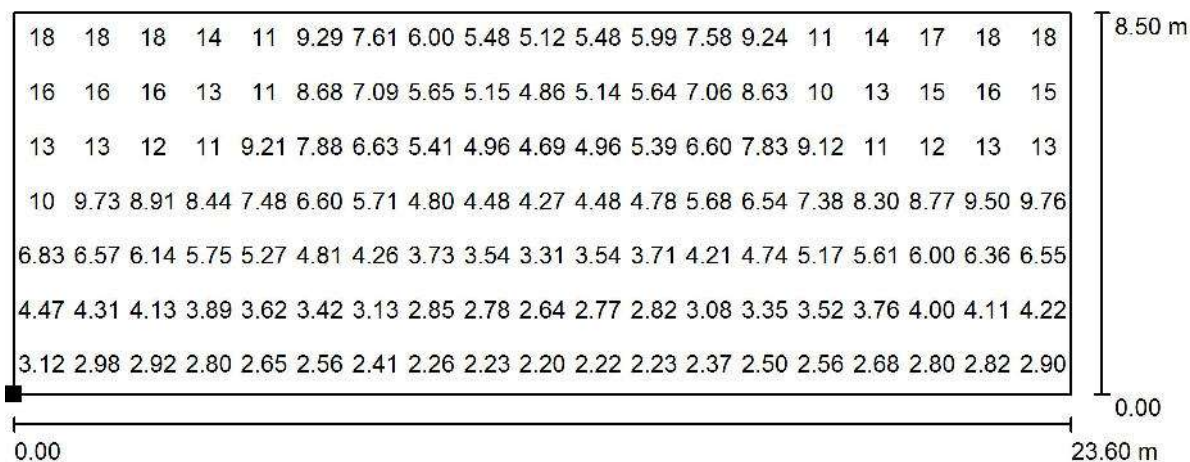 18 18 18 14 11 9.29 7.61 6.00 5.48 5.12 5.48 5.99 7.58 9.24 11 14 17 18 18
8.50 m
16 16 16 13 11 8.68 7.09 5.65 5.15 4.86 5.14 5.64 7.06 8.63 10 13 15 16 15
13 13 12 11 9.21 7.88 6.63 5.41 4.96 4.69 4.96 5.39 6.60 7.83 9.12 11 12 13 13
10 9.73 8.91 8.44 7.48 6.60 5.71 4.80 4.48 4.27 4.48 4.78 5.68 6.54 7.38 8.30 8.77 9.50 9.76
6.83 6.57 6.14 5.75 5.27 4.81 4.26 3.73 3.54 3.31 3.54 3.71 4.21 4.74 5.17 5.61 6.00 6.36 6.55
4.47 4.31 4.13 3.89 3.62 3.42 3.13 2.85 2.78 2.64 2.77 2.82 3.08 3.35 3.52 3.76 4.00 4.11 4.22
3.12 2.98 2.92 2.80 2.65 2.56 2.41 2.26 2.23 2.20 2.22 2.23 2.37 2.50 2.56 2.68 2.80 2.82 2.90
0.00
0.00 23.60 m